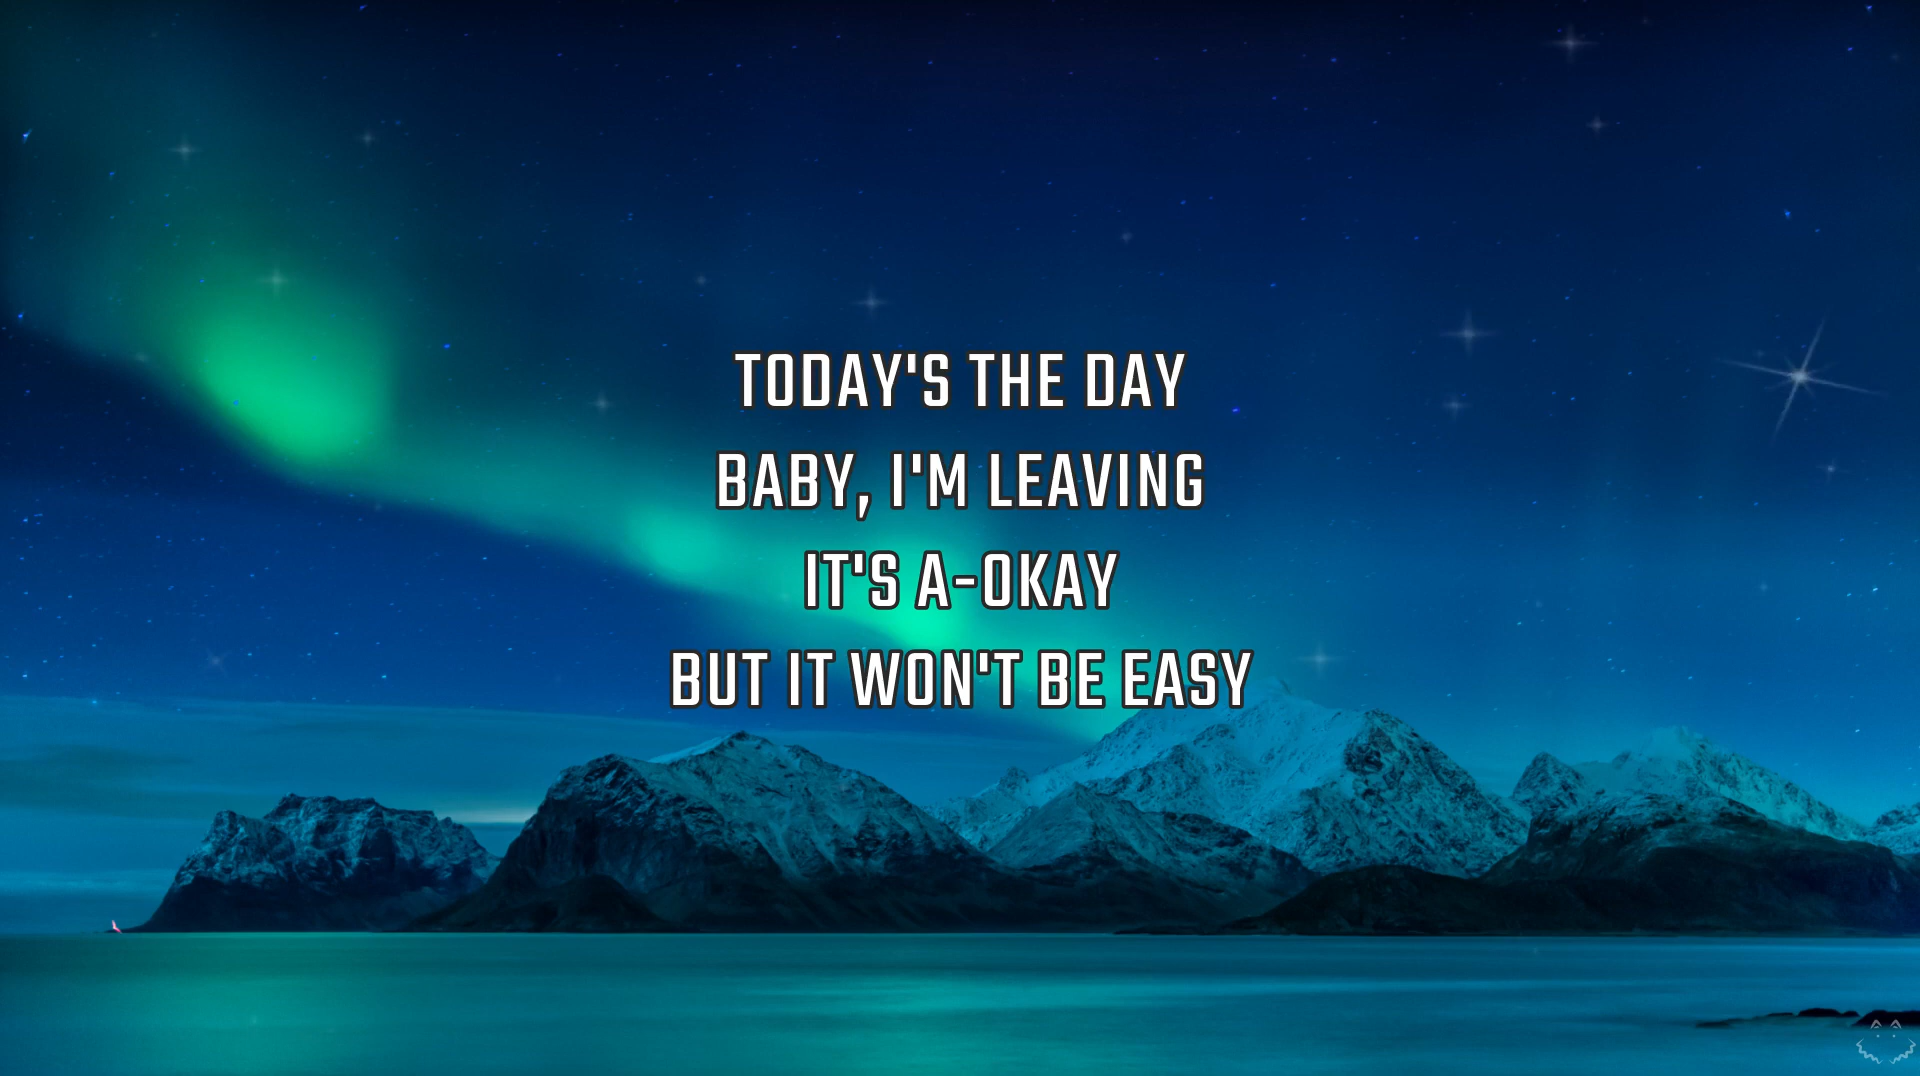 TODAY'S THE DAY
BABY, I'M LEAVING
IT'S A-OKAY
BUT IT WON'T BE EASY